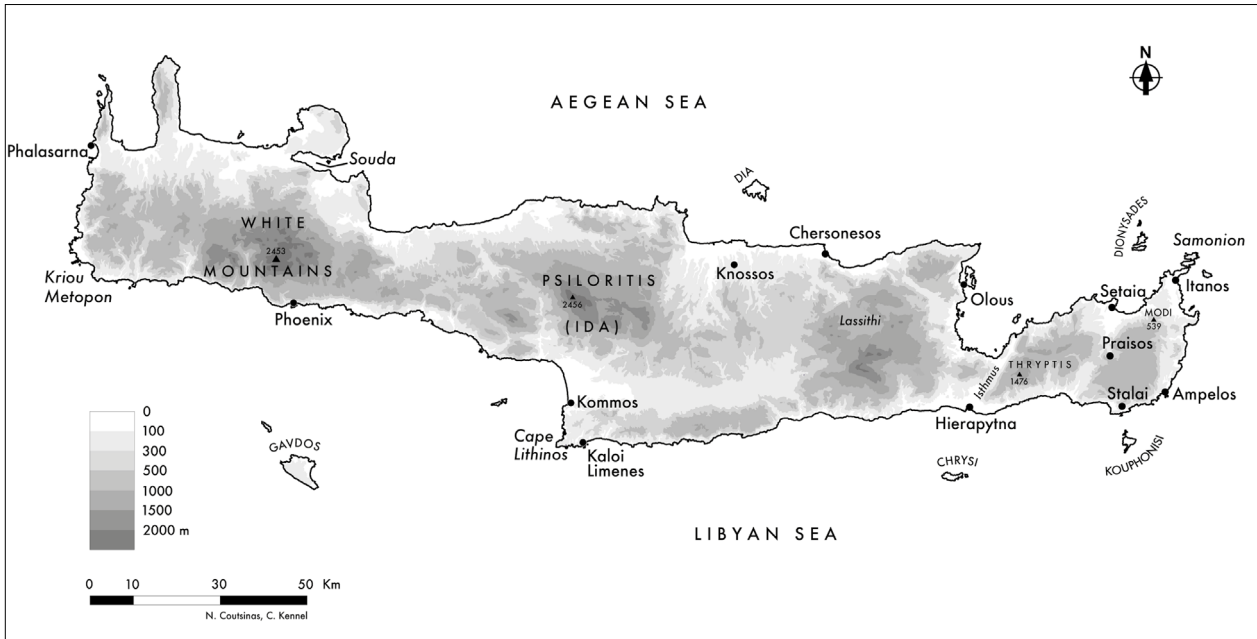 N
AEGEAN SEA
Phalasarna
Souda
DIA
DIONYSADES
Samonion
WHITE
2453
MOUNTAINS
Chersonesos
Knossos
PSILORITIS
2456
(IDA)
Kriou
Metopon
Phoenix
Lassithi
Olous
Setaia
Itanos
MODI
539
Praisos
THRYPTIS
1476
Isthmus
Stalai
Ampelos
Hierapytna
KOUPHONISI
CHRYSI
Kommos
Cape
Lithinos
Kaloi
Limenes
GAVDOS
LIBYAN SEA
0
100
300
500
1000
1500
2000 m
0 10 30 50 Km
N. Coutsinas, C. Kennel